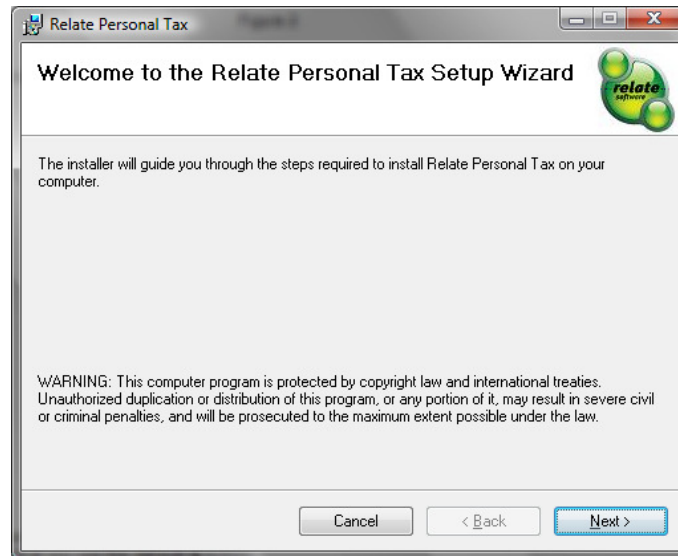 Relate Personal Tax
Welcome to the Relate Personal Tax Setup Wizard
relate
software
The installer will guide you through the steps required to install Relate Personal Tax on your
computer.
WARNING: This computer program is protected by copyright law and international treaties.
Unauthorized duplication or distribution of this program, or any portion of it, may result in severe civil
or criminal penalties, and will be prosecuted to the maximum extent possible under the law.
Cancel
< Back
Next >